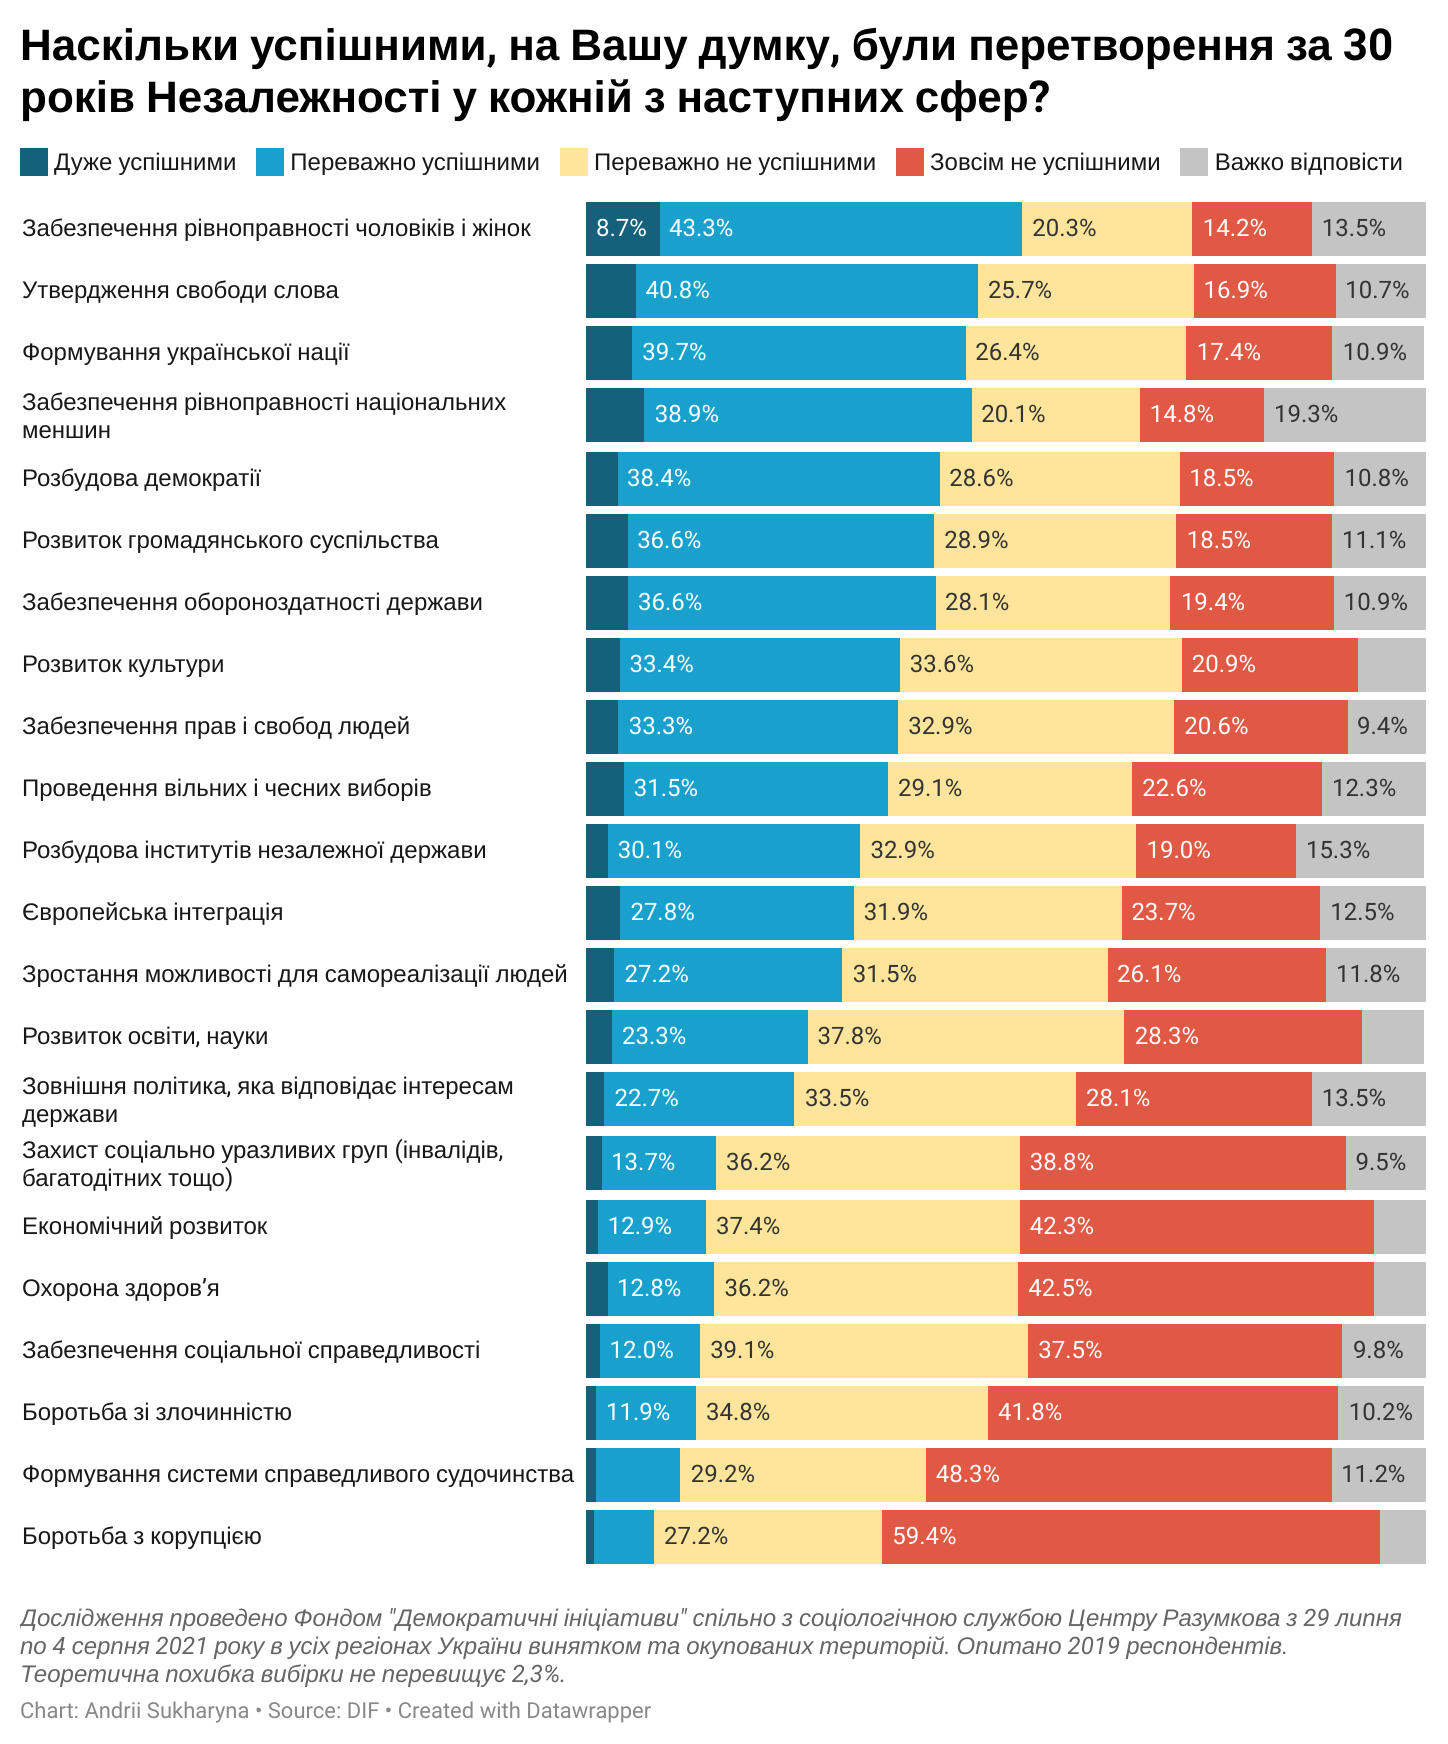 Наскільки успішними, на Вашу думку, були перетворення за 30
років Незалежності у кожній з наступних сфер?
Дуже успішними Переважно успішними Переважно не успішними Зовсім не успішними Важко відповісти
Забезпечення рівноправності чоловіків і жінок 8.7% 43.3% 20.3% 14.2% 13.5%
Утвердження свободи слова 40.8% 25.7% 16.9% 10.7%
Формування української нації 39.7% 26.4% 17.4% 10.9%
Забезпечення рівноправності національних
меншин 38.9% 20.1% 14.8% 19.3%
Розбудова демократії 38.4% 28.6% 18.5% 10.8%
Розвиток громадянського суспільства 36.6% 28.9% 18.5% 11.1%
Забезпечення обороноздатності держави 36.6% 28.1% 19.4% 10.9%
Розвиток культури 33.4% 33.6% 20.9%
Забезпечення прав і свобод людей 33.3% 32.9% 20.6% 9.4%
Проведення вільних і чесних виборів 31.5% 29.1% 22.6% 12.3%
Розбудова інститутів незалежної держави 30.1% 32.9% 19.0% 15.3%
Європейська інтеграція 27.8% 31.9% 23.7% 12.5%
Зростання можливості для самореалізації людей 27.2% 31.5% 26.1% 11.8%
Розвиток освіти, науки 23.3% 37.8% 28.3%
Зовнішня політика, яка відповідає інтересам
держави 22.7% 33.5% 28.1% 13.5%
Захист соціально уразливих груп (інвалідів,
багатодітних тощо) 13.7% 36.2% 38.8% 9.5%
Економічний розвиток 12.9% 37.4% 42.3%
Охорона здоров’я 12.8% 36.2% 42.5%
Забезпечення соціальної справедливості 12.0% 39.1% 37.5% 9.8%
Боротьба зі злочинністю 11.9% 34.8% 41.8% 10.2%
Формування системи справедливого судочинства 29.2% 48.3% 11.2%
Боротьба з корупцією 27.2% 59.4%
Дослідження проведено Фондом "Демократичні ініціативи" спільно з соціологічною службою Центру Разумкова з 29 липня
по 4 серпня 2021 року в усіх регіонах України винятком та окупованих територій. Опитано 2019 респондентів.
Теоретична похибка вибірки не перевищує 2,3%.
Chart: Andrii Sukharyna • Source: DIF • Created with Datawrapper